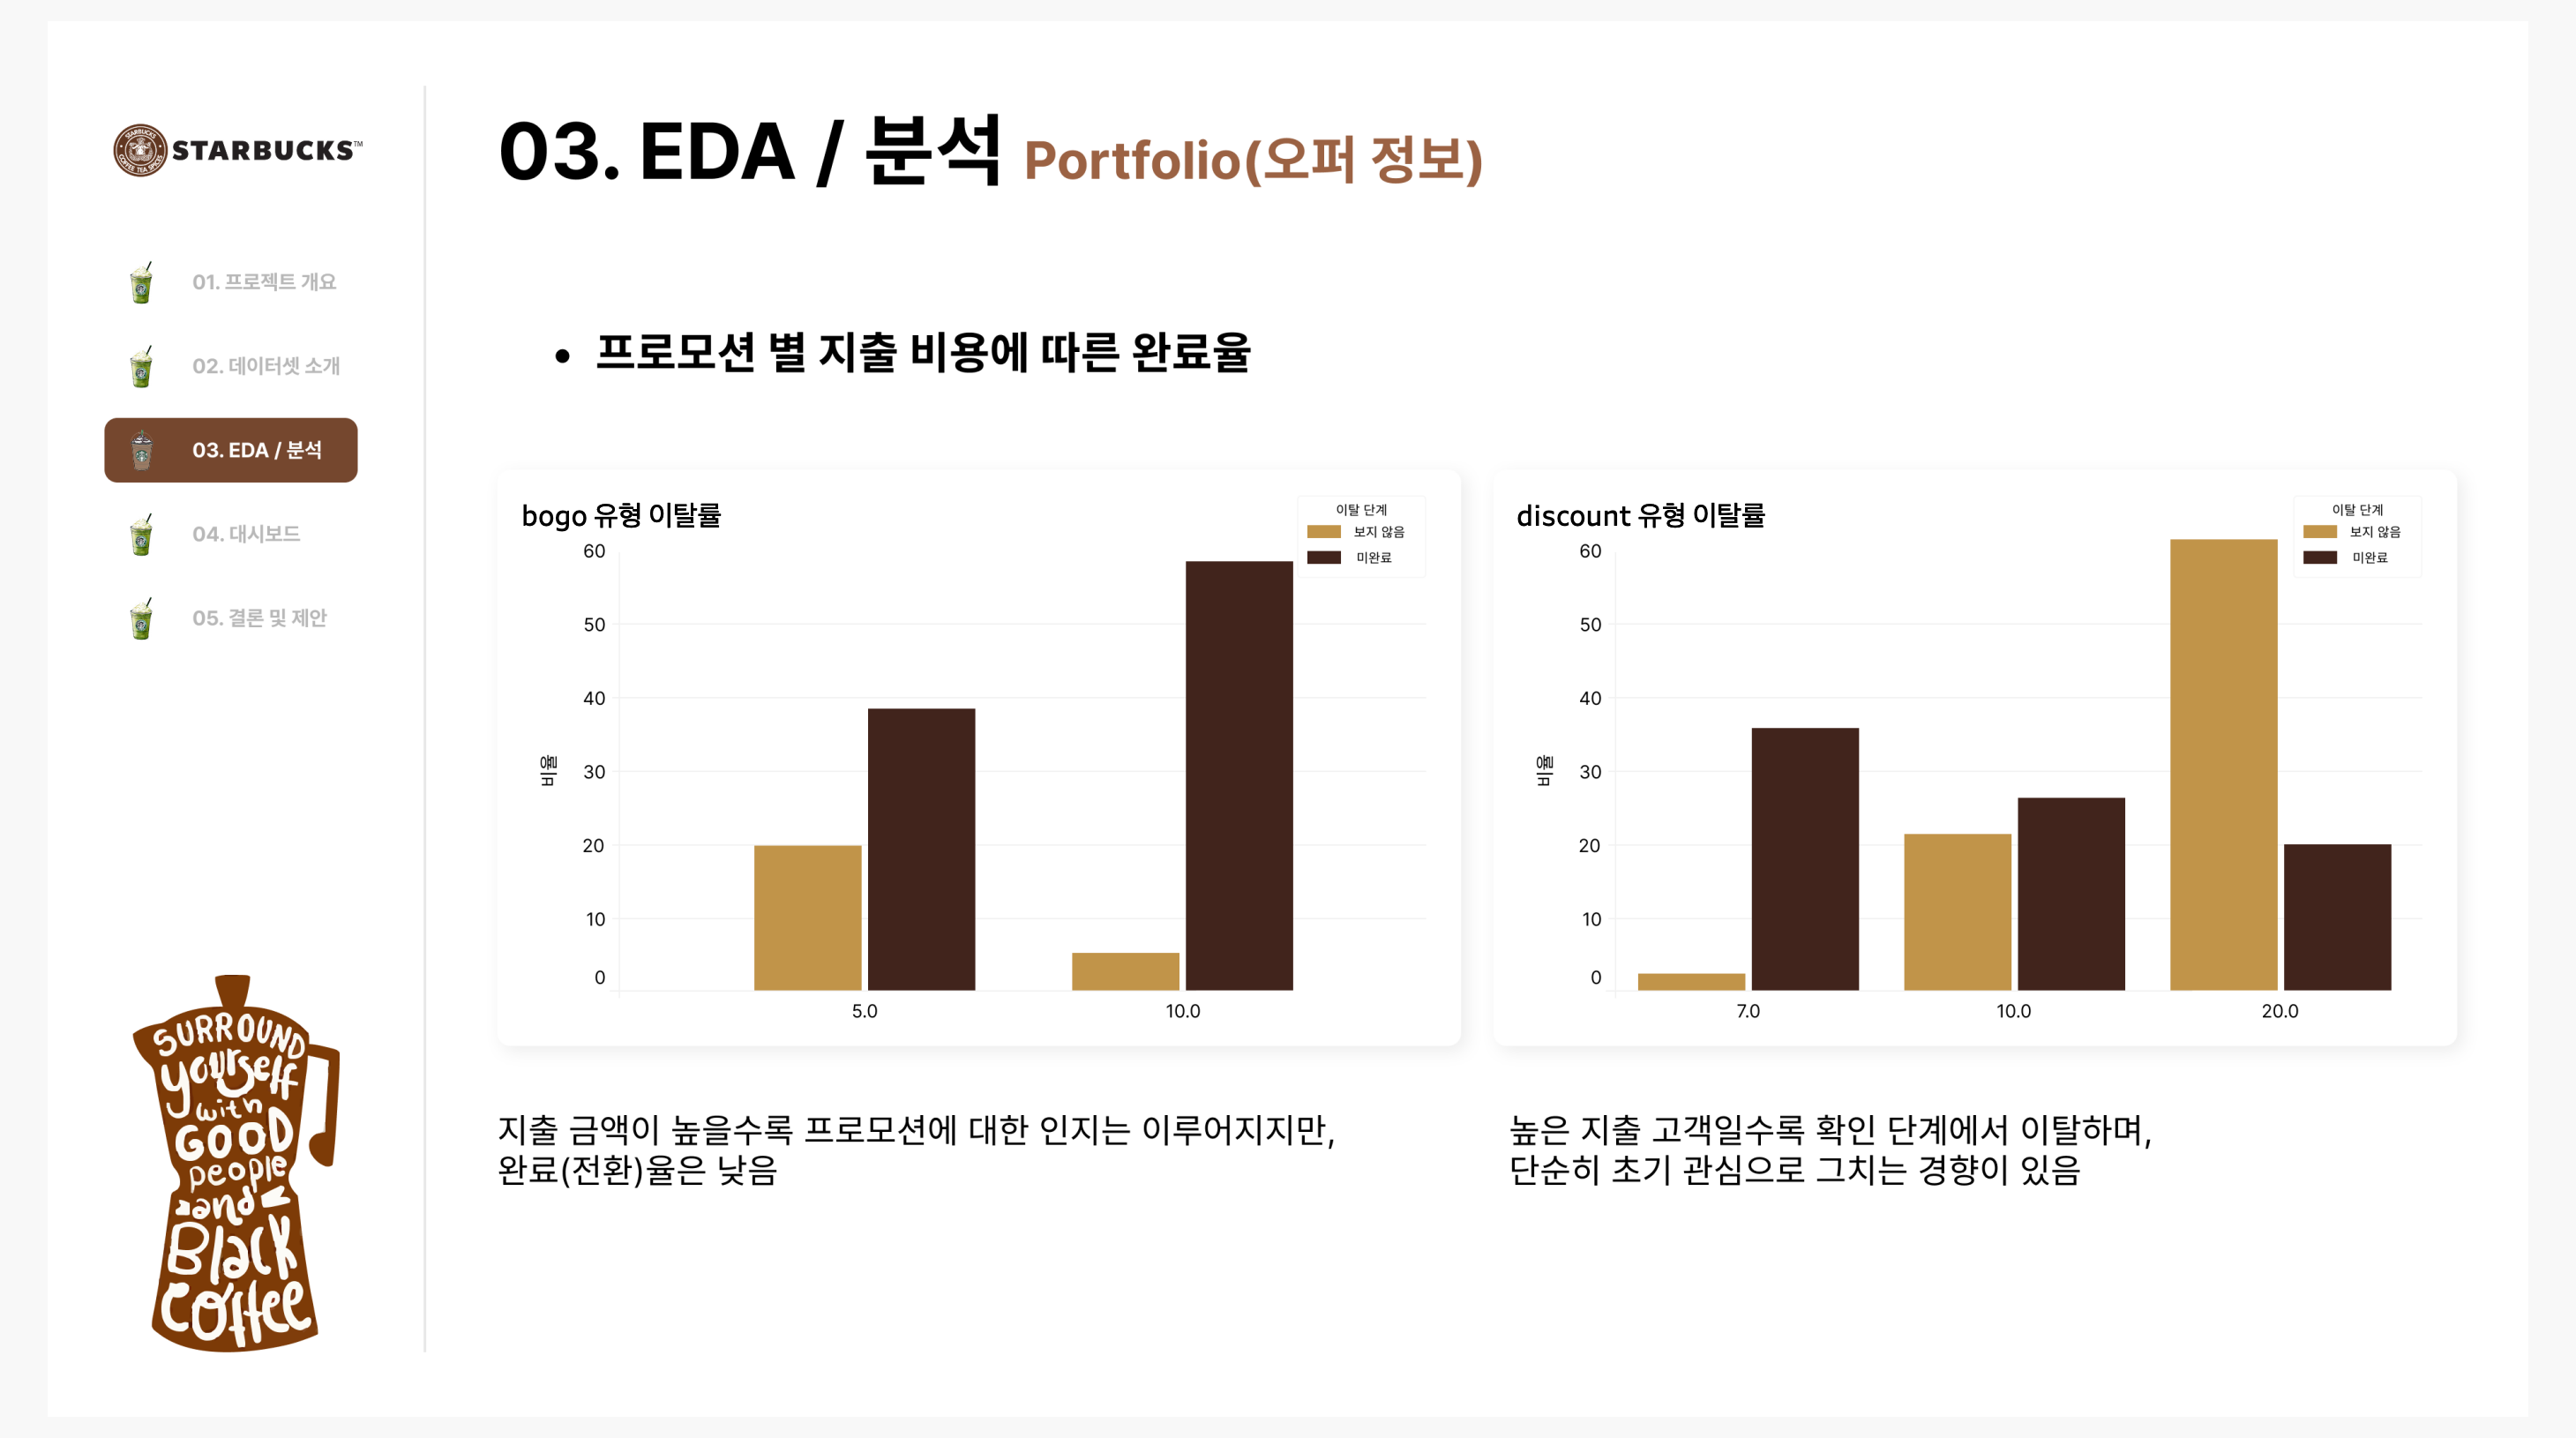 STARBUCKS™
STARBUCKS
COFFEE TEA SPICES
01. 프로젝트 개요
02. 데이터셋 소개
03. EDA / 분석
04. 대시보드
05. 결론 및 제안
SURROUND
yourself
with
GOOD
people
and
Black
Coffee
03. EDA / 분석 Portfolio(오퍼 정보)
• 프로모션 별 지출 비용에 따른 완료율
bogo 유형 이탈률
이탈 단계
보지 않음
미완료
60
50
40
30
20
10
0
비율
5.0 10.0
지출 금액이 높을수록 프로모션에 대한 인지는 이루어지지만,
완료(전환)율은 낮음
discount 유형 이탈률
이탈 단계
보지 않음
미완료
60
50
40
30
20
10
0
비율
7.0 10.0 20.0
높은 지출 고객일수록 확인 단계에서 이탈하며,
단순히 초기 관심으로 그치는 경향이 있음